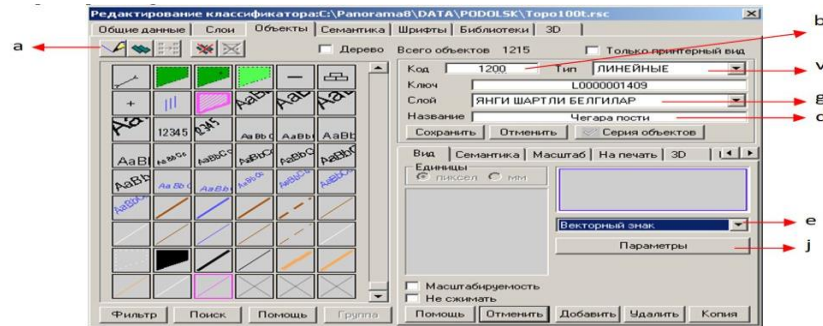 Редактирование классификатора:C:\Panorama8\DATA\PODOLSK\Topo100t.rsc
Общие данные Слои Объекты Семантика Шрифты Библиотеки 3D
b
a
Дерево Всего объектов 1215 Только принтерный вид
Код 1200 Тип ЛИНЕЙНЫЕ
v
Ключ L0000001409
Слой ЯНГИ ШАРТЛИ БЕЛГИЛАР
g
Название Чегара пости
d
Сохранить Отменить Серия объектов
12345
Вид Семантика Масштаб На печать 3D
Единицы
пиксел мм
Векторный знак
e
Параметры
j
Масштабируемость
Не сжимать
Фильтр Поиск Помощь Группа Помощь Отменить Добавить Удалить Копия